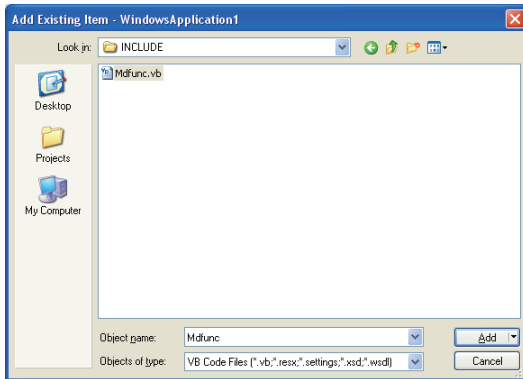 Add Existing Item - WindowsApplication1
Look in: INCLUDE
Mdfunc.vb
Desktop
Projects
My Computer
Object name: Mdfunc Add
Objects of type: VB Code Files (*.vb;*.resx;*.settings;*.xsd;*.wsdl) Cancel